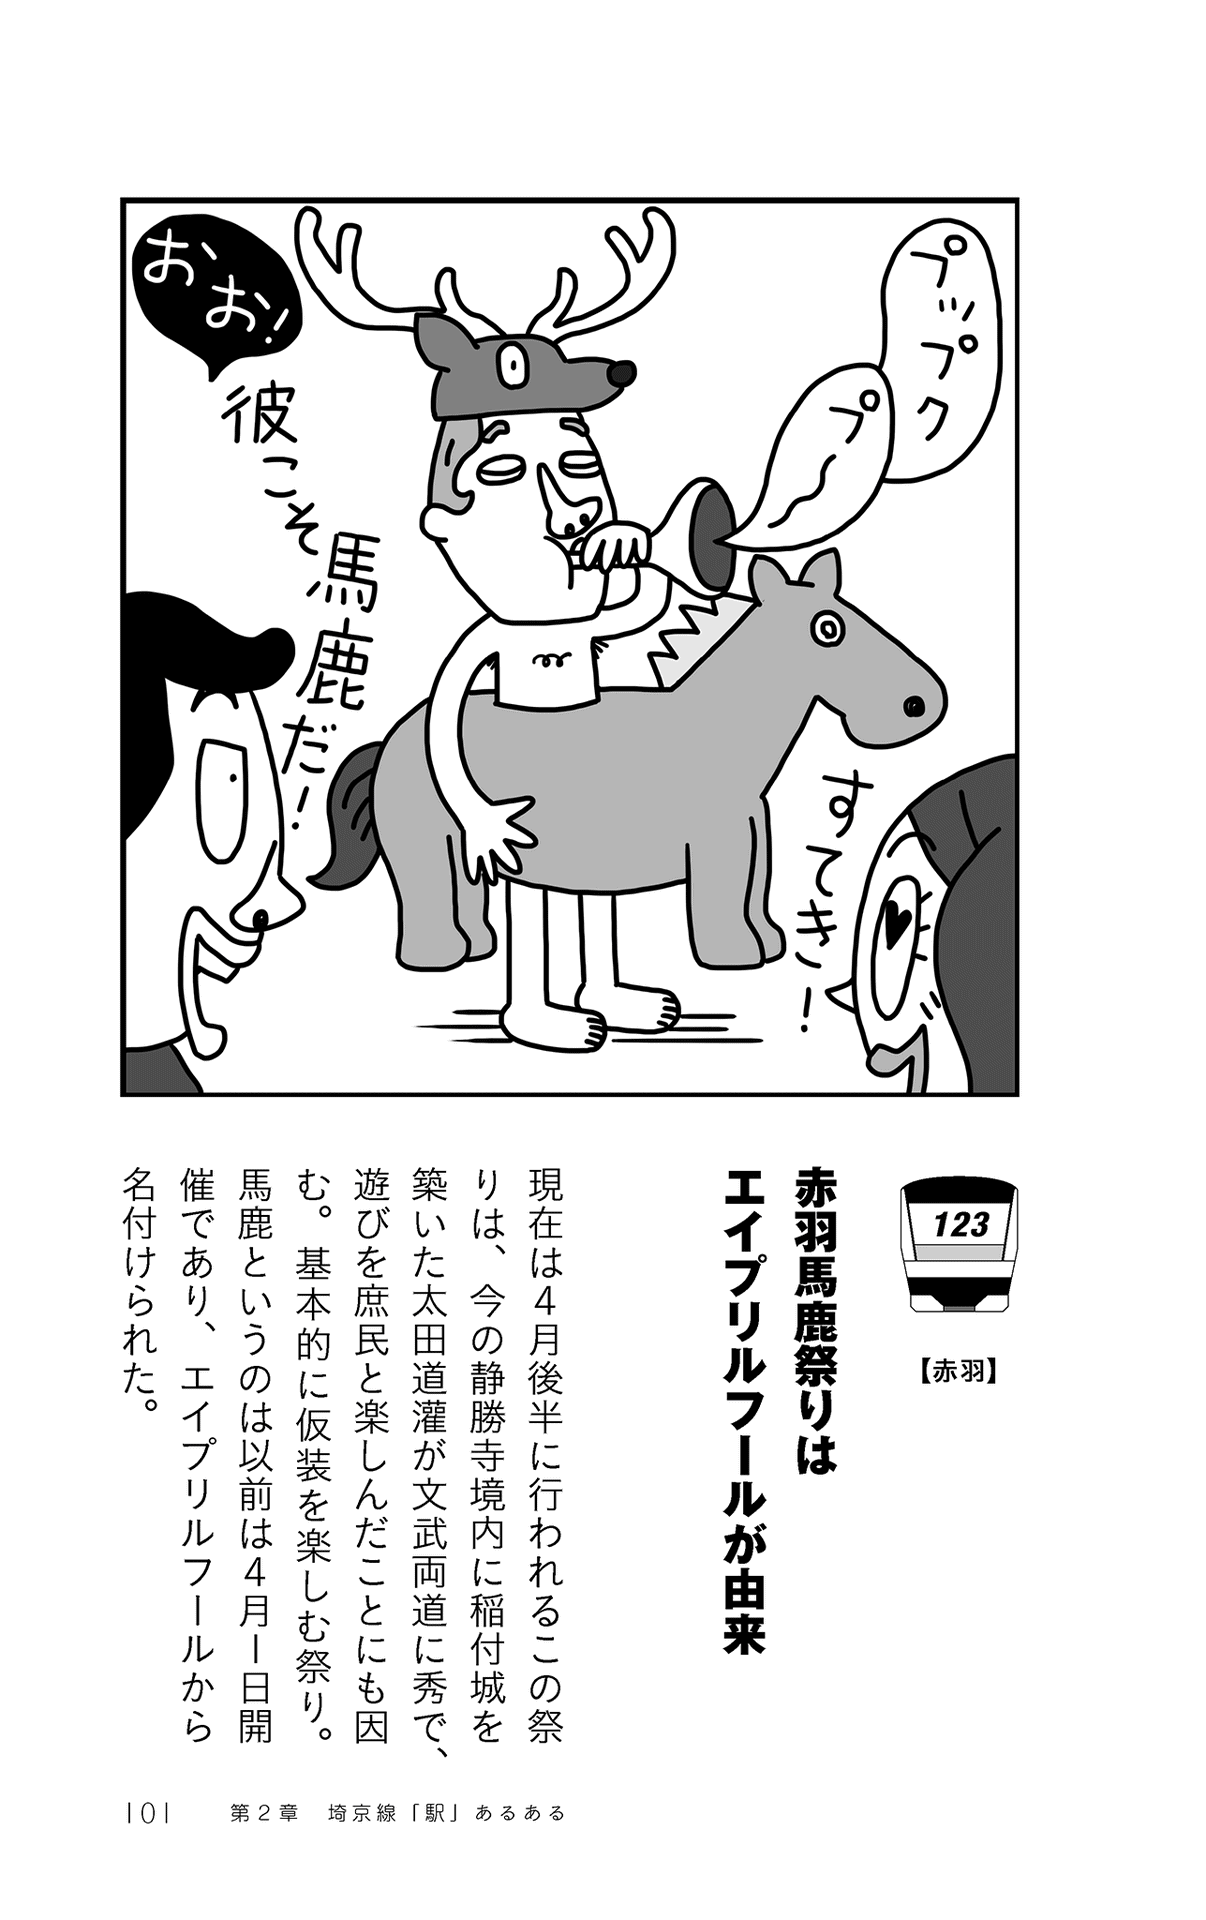 プップク
プ〜
おお！
彼こそ
馬鹿だ！
すてき！
123
【赤羽】
赤羽馬鹿祭りは
エイプリルフールが由来
現在は４月後半に行われるこの祭
りは、今の静勝寺境内に稲付城を
築いた太田道灌が文武両道に秀で、
遊びを庶民と楽しんだことにも因
む。基本的に仮装を楽しむ祭り。
馬鹿というのは以前は４月１日開
催であり、エイプリルフールから
名付けられた。
101　第２章　埼京線「駅」あるある